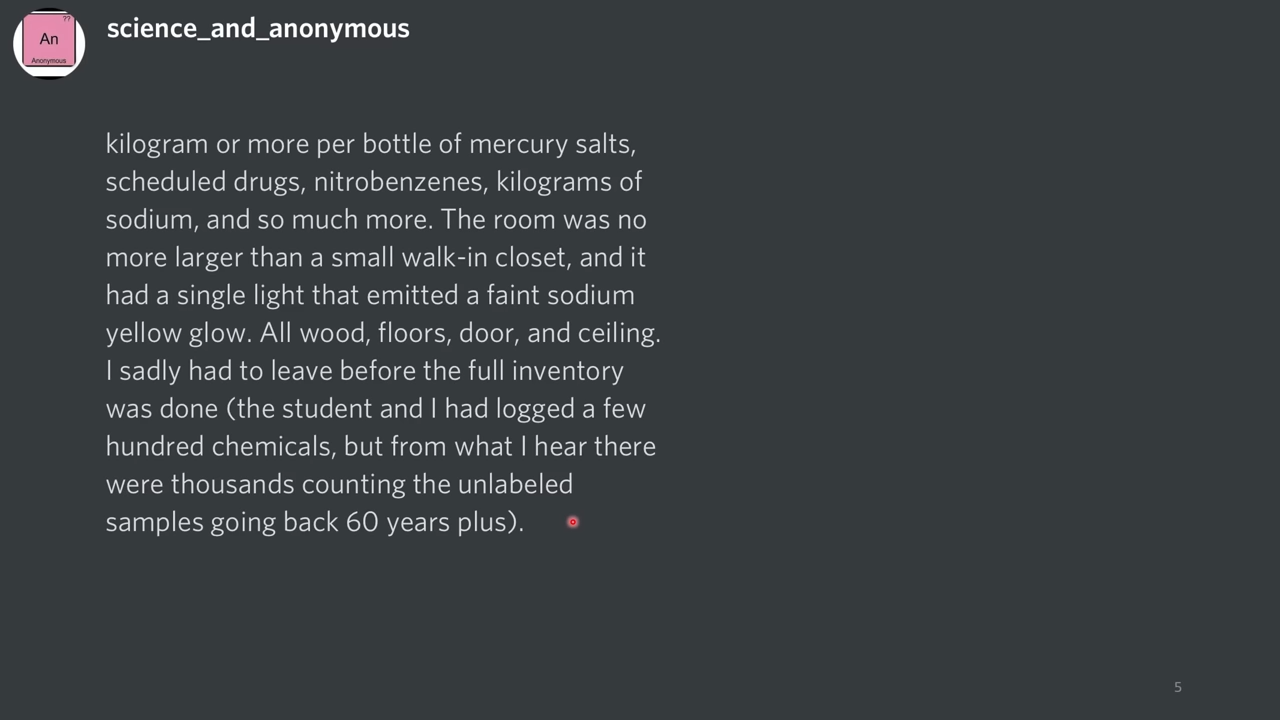 ??
An
Anonymous
science_and_anonymous
kilogram or more per bottle of mercury salts,
scheduled drugs, nitrobenzenes, kilograms of
sodium, and so much more. The room was no
more larger than a small walk-in closet, and it
had a single light that emitted a faint sodium
yellow glow. All wood, floors, door, and ceiling.
I sadly had to leave before the full inventory
was done (the student and I had logged a few
hundred chemicals, but from what I hear there
were thousands counting the unlabeled
samples going back 60 years plus).
5